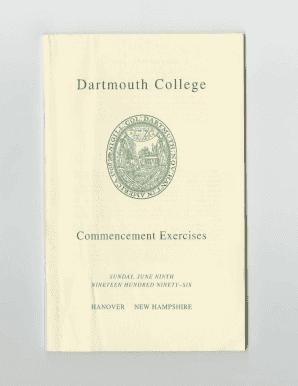 Dartmouth College
Commencement Exercises
SUNDAY, JUNE NINTH
NINETEEN HUNDRED NINETY-SIX
HANOVER NEW HAMPSHIRE